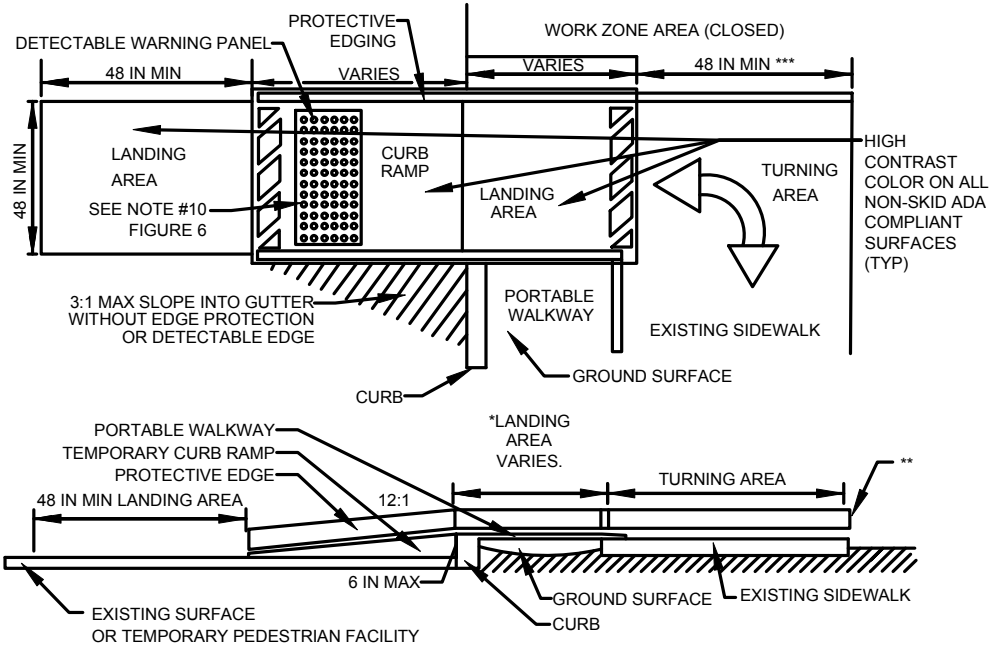 PROTECTIVE
EDGING
WORK ZONE AREA (CLOSED)
DETECTABLE WARNING PANEL
48 IN MIN
VARIES
VARIES
48 IN MIN ***
48 IN MIN
LANDING
AREA
SEE NOTE #10
FIGURE 6
CURB
RAMP
LANDING
AREA
TURNING
AREA
HIGH
CONTRAST
COLOR ON ALL
NON-SKID ADA
COMPLIANT
SURFACES
(TYP)
3:1 MAX SLOPE INTO GUTTER
WITHOUT EDGE PROTECTION
OR DETECTABLE EDGE
PORTABLE
WALKWAY
EXISTING SIDEWALK
GROUND SURFACE
CURB
PORTABLE WALKWAY
TEMPORARY CURB RAMP
PROTECTIVE EDGE
48 IN MIN LANDING AREA
12:1
*LANDING
AREA
VARIES.
TURNING AREA
**
6 IN MAX
GROUND SURFACE
EXISTING SIDEWALK
CURB
EXISTING SURFACE
OR TEMPORARY PEDESTRIAN FACILITY